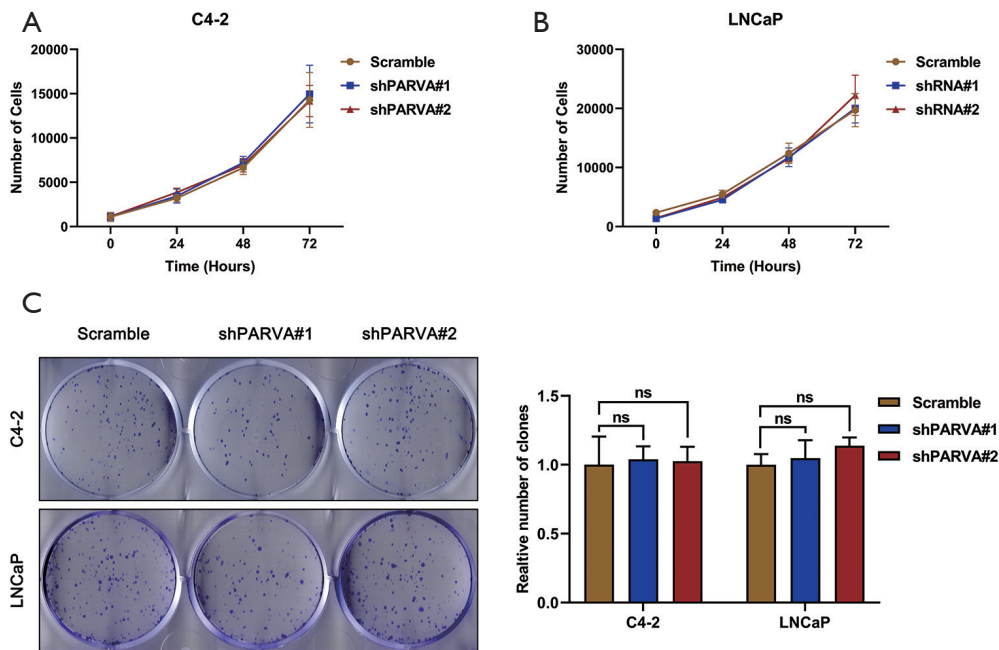 A
C4-2
Number of Cells
20000
15000
10000
5000
0
0 24 48 72
Time (Hours)
Scramble
shPARVA#1
shPARVA#2
B
LNCaP
Number of Cells
30000
20000
10000
0
0 24 48 72
Time (Hours)
Scramble
shRNA#1
shRNA#2
C
Scramble shPARVA#1 shPARVA#2
C4-2
LNCaP
Realtive number of clones
1.5
1.0
0.5
0.0
ns
ns
ns
ns
C4-2 LNCaP
Scramble
shPARVA#1
shPARVA#2